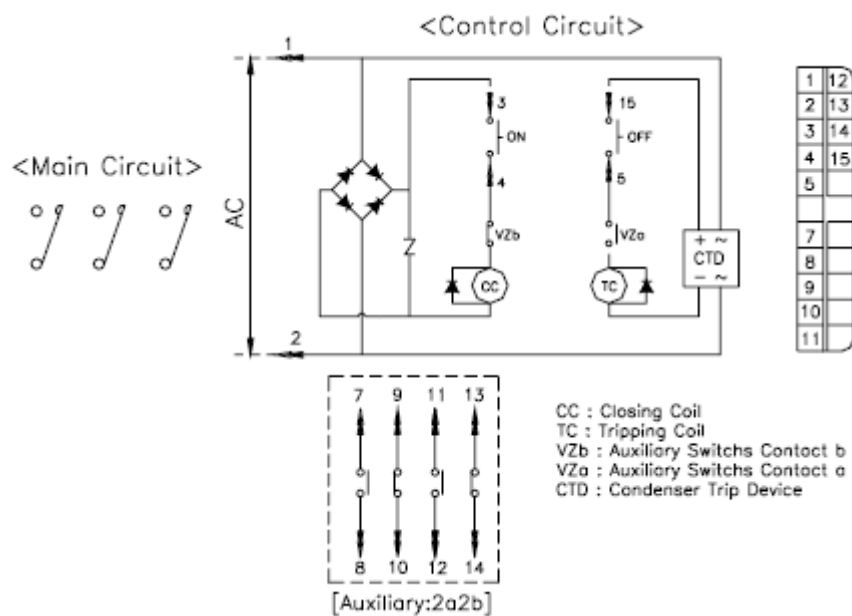 <Control Circuit>
1
<Main Circuit>
AC
3
ON
4
VZb
CC
15
OFF
5
VZa
TC
+ ~
CTD
− ~
2
1 12
2 13
3 14
4 15
5
7
8
9
10
11
7 9 11 13
8 10 12 14
[Auxiliary:2a2b]
CC : Closing Coil
TC : Tripping Coil
VZb : Auxiliary Switchs Contact b
VZa : Auxiliary Switchs Contact a
CTD : Condenser Trip Device